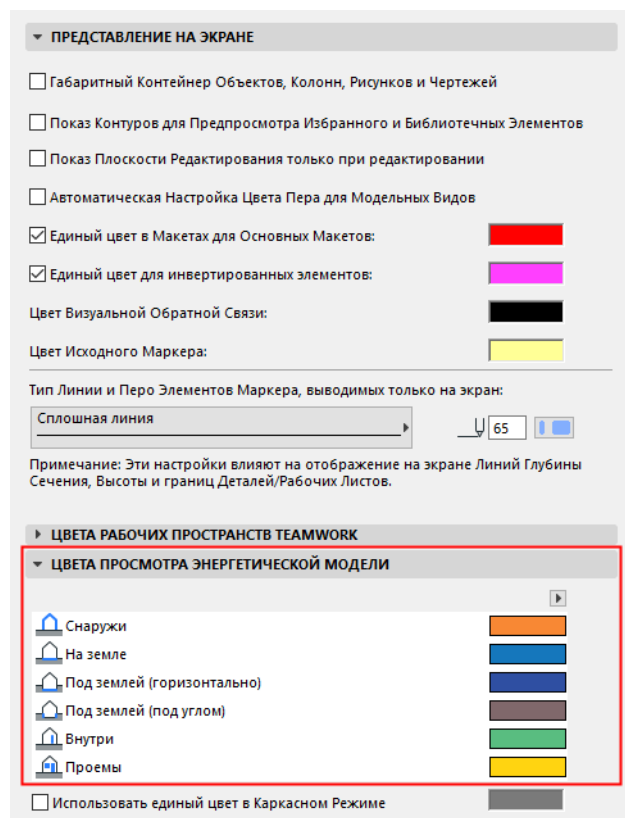 ПРЕДСТАВЛЕНИЕ НА ЭКРАНЕ
Габаритный Контейнер Объектов, Колонн, Рисунков и Чертежей
Показ Контуров для Предпросмотра Избранного и Библиотечных Элементов
Показ Плоскости Редактирования только при редактировании
Автоматическая Настройка Цвета Пера для Модельных Видов
Единый цвет в Макетах для Основных Макетов:
Единый цвет для инвертированных элементов:
Цвет Визуальной Обратной Связи:
Цвет Исходного Маркера:
Тип Линии и Перо Элементов Маркера, выводимых только на экран:
Сплошная линия
65
Примечание: Эти настройки влияют на отображение на экране Линий Глубины
Сечения, Высоты и границ Деталей/Рабочих Листов.
ЦВЕТА РАБОЧИХ ПРОСТРАНСТВ TEAMWORK
ЦВЕТА ПРОСМОТРА ЭНЕРГЕТИЧЕСКОЙ МОДЕЛИ
Снаружи
На земле
Под землей (горизонтально)
Под землей (под углом)
Внутри
Проемы
Использовать единый цвет в Каркасном Режиме